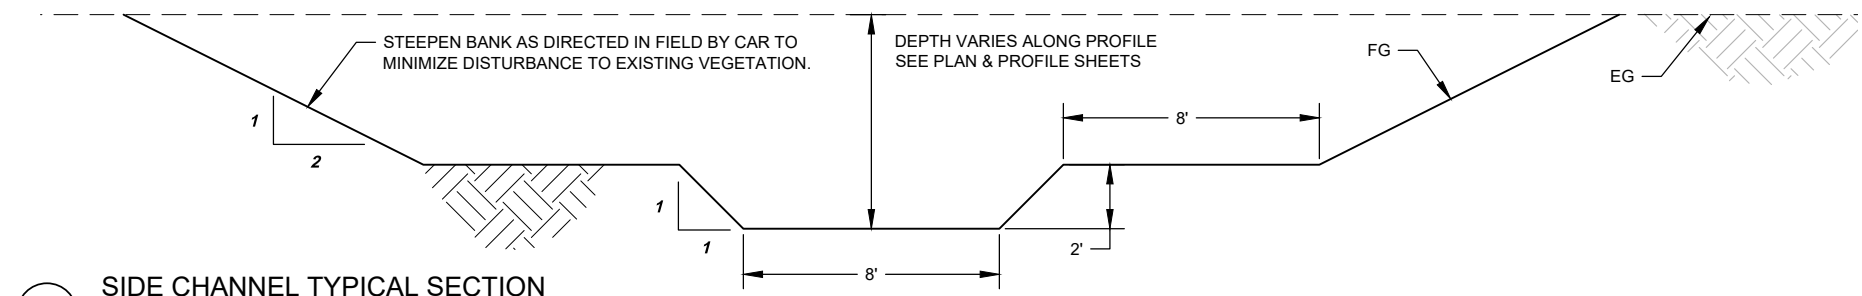 STEEPEN BANK AS DIRECTED IN FIELD BY CAR TO
MINIMIZE DISTURBANCE TO EXISTING VEGETATION.
DEPTH VARIES ALONG PROFILE
SEE PLAN & PROFILE SHEETS
FG
EG
1
2
8'
1
1
2'
8'
SIDE CHANNEL TYPICAL SECTION